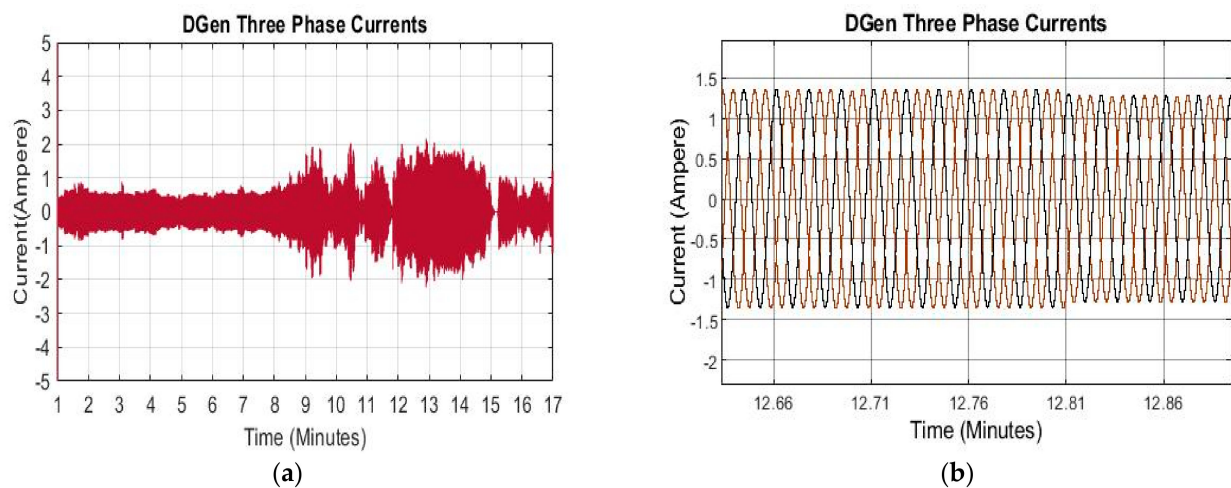 DGen Three Phase Currents
5
4
3
2
1
0
-1
-2
-3
-4
-5
Current(Ampere)
1 2 3 4 5 6 7 8 9 10 11 12 13 14 15 16 17
Time (Minutes)
(a)
DGen Three Phase Currents
1.5
1
0.5
0
-0.5
-1
-1.5
-2
Current (Ampere)
12.66 12.71 12.76 12.81 12.86
Time (Minutes)
(b)